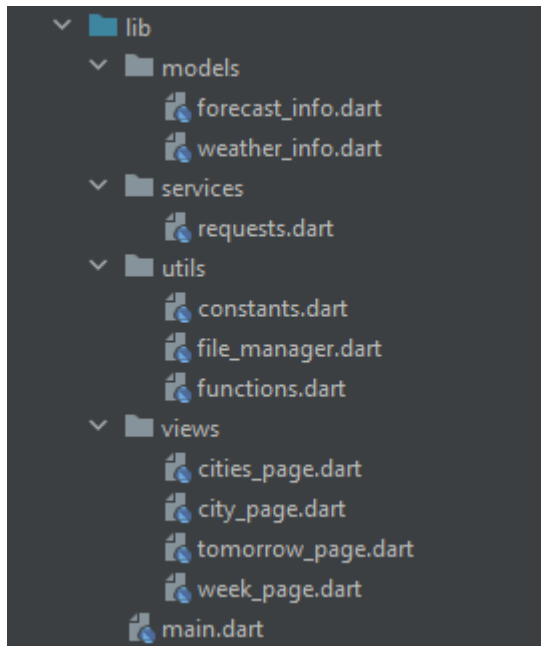 lib
models
forecast_info.dart
weather_info.dart
services
requests.dart
utils
constants.dart
file_manager.dart
functions.dart
views
cities_page.dart
city_page.dart
tomorrow_page.dart
week_page.dart
main.dart